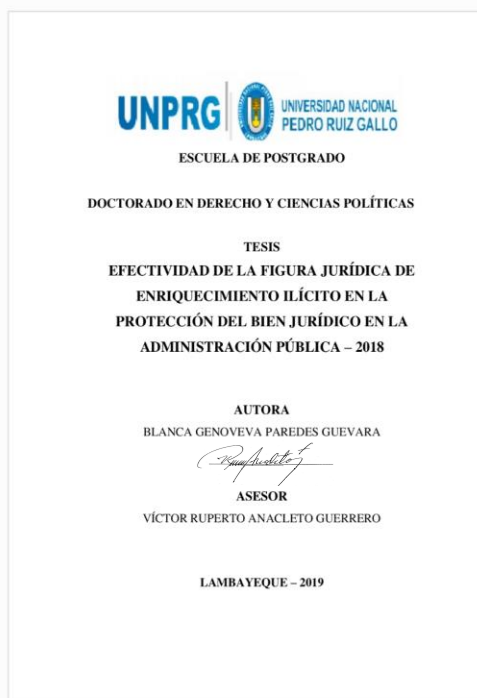 UNPRG
UNIVERSIDAD NACIONAL
PEDRO RUIZ GALLO
ESCUELA DE POSTGRADO
DOCTORADO EN DERECHO Y CIENCIAS POLÍTICAS
TESIS
EFECTIVIDAD DE LA FIGURA JURÍDICA DE
ENRIQUECIMIENTO ILÍCITO EN LA
PROTECCIÓN DEL BIEN JURÍDICO EN LA
ADMINISTRACIÓN PÚBLICA – 2018
AUTORA
BLANCA GENOVEVA PAREDES GUEVARA
ASESOR
VÍCTOR RUPERTO ANACLETO GUERRERO
LAMBAYEQUE – 2019